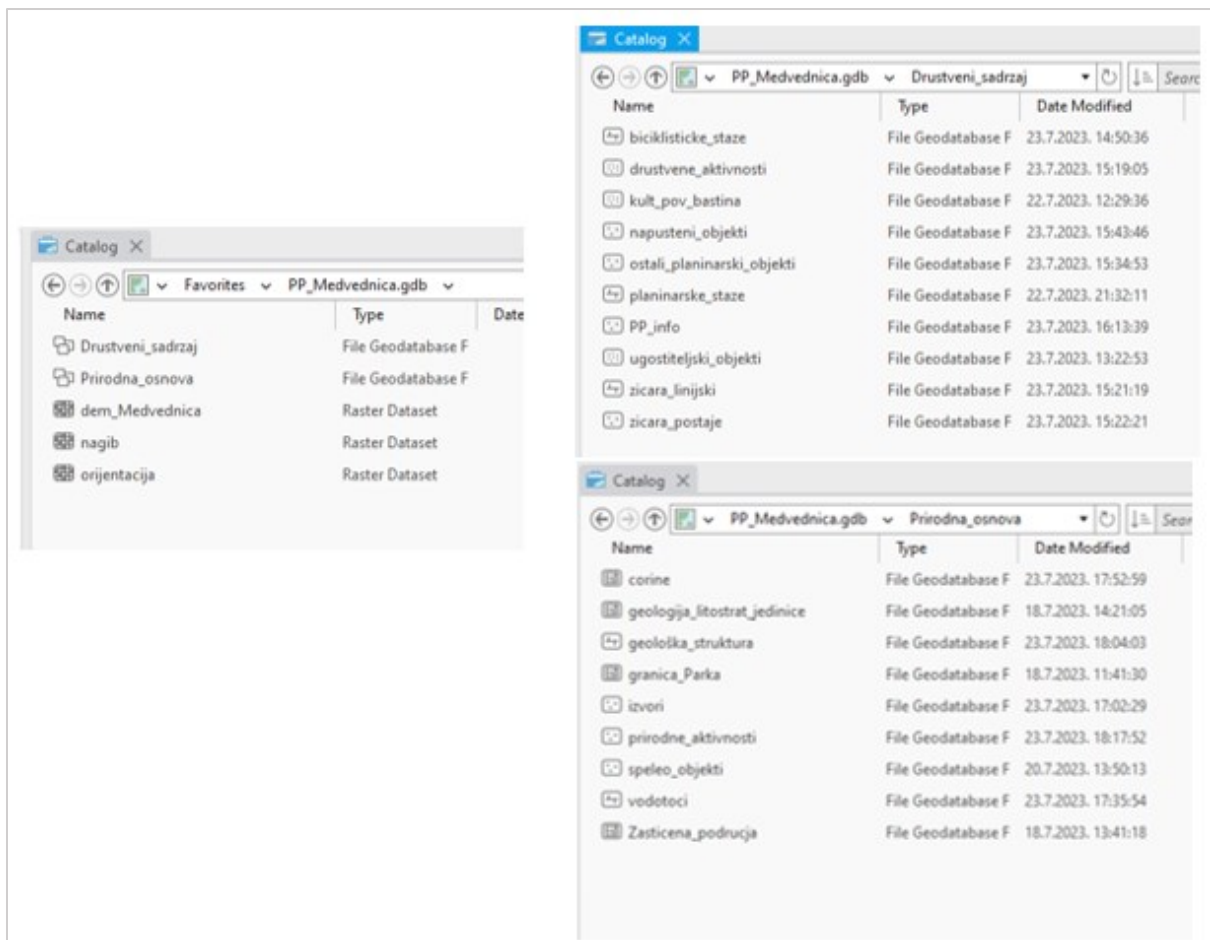 Catalog
Favorites PP_Medvednica.gdb
Name Type Date
Drustveni_sadrzaj File Geodatabase F
Prirodna_osnova File Geodatabase F
dem_Medvednica Raster Dataset
nagib Raster Dataset
orijentacija Raster Dataset
Catalog
PP_Medvednica.gdb Drustveni_sadrzaj Searc
Name Type Date Modified
biciklisticke_staze File Geodatabase F 23.7.2023. 14:50:36
drustvene_aktivnosti File Geodatabase F 23.7.2023. 15:19:05
kult_pov_bastina File Geodatabase F 22.7.2023. 12:29:36
napusteni_objekti File Geodatabase F 23.7.2023. 15:43:46
ostali_planinarski_objekti File Geodatabase F 23.7.2023. 15:34:53
planinarske_staze File Geodatabase F 22.7.2023. 21:32:11
PP_info File Geodatabase F 23.7.2023. 16:13:39
ugostiteljski_objekti File Geodatabase F 23.7.2023. 13:22:53
zicara_linijski File Geodatabase F 23.7.2023. 15:21:19
zicara_postaje File Geodatabase F 23.7.2023. 15:22:21
Catalog
PP_Medvednica.gdb Prirodna_osnova Sear
Name Type Date Modified
corine File Geodatabase F 23.7.2023. 17:52:59
geologija_litostrat_jedinice File Geodatabase F 18.7.2023. 14:21:05
geološka_struktura File Geodatabase F 23.7.2023. 18:04:03
granica_Parka File Geodatabase F 18.7.2023. 11:41:30
izvori File Geodatabase F 23.7.2023. 17:02:29
prirodne_aktivnosti File Geodatabase F 23.7.2023. 18:17:52
speleo_objekti File Geodatabase F 20.7.2023. 13:50:13
vodotoci File Geodatabase F 23.7.2023. 17:35:54
Zasticena_podrucja File Geodatabase F 18.7.2023. 13:41:18